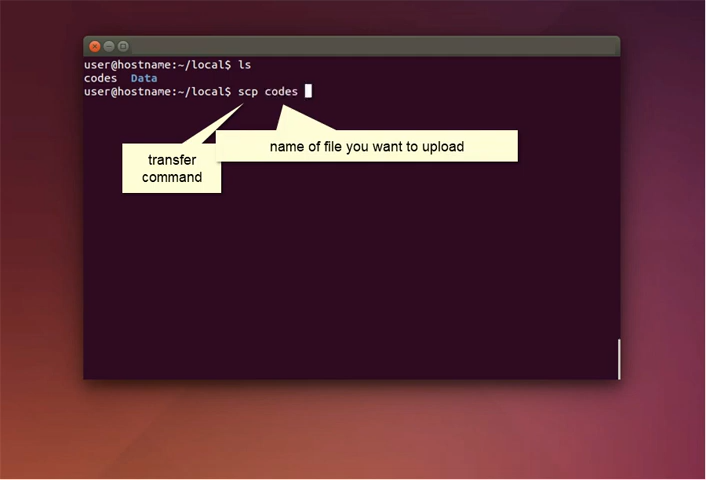 user@hostname:~/local$ ls
codes  Data
user@hostname:~/local$ scp codes
name of file you want to upload
transfer
command